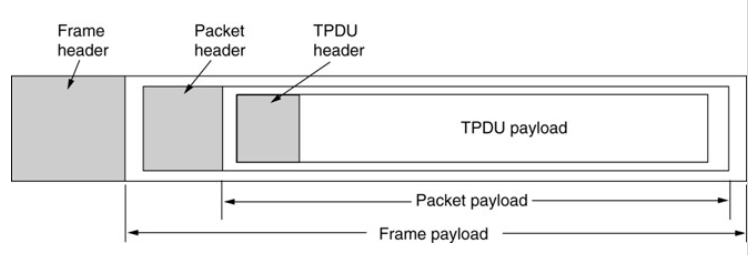 Frame
header
Packet
header
TPDU
header
TPDU payload
Packet payload
Frame payload